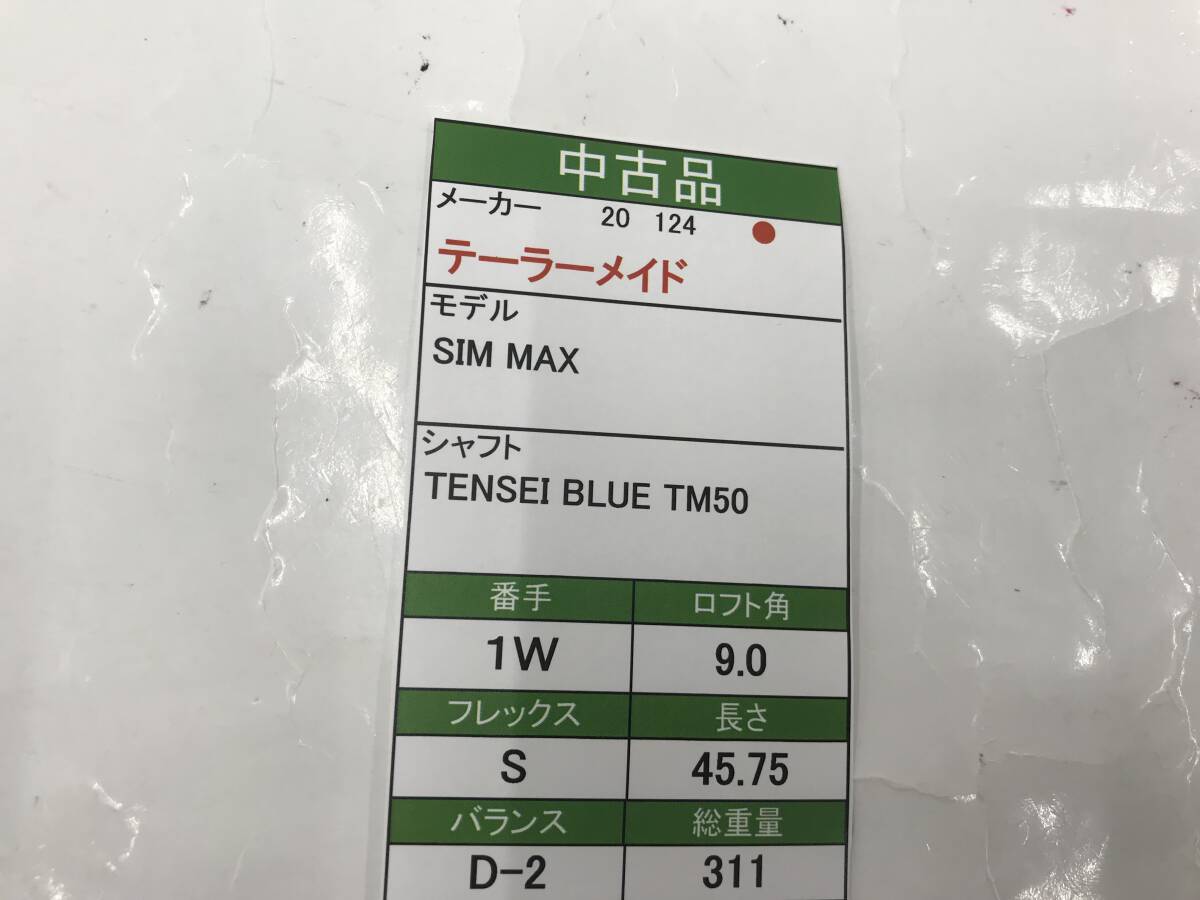 中古品
メーカー 20 124
テーラーメイド
モデル
SIM MAX
シャフト
TENSEI BLUE TM50
番手 ロフト角
1W 9.0
フレックス 長さ
S 45.75
バランス 総重量
D-2 311